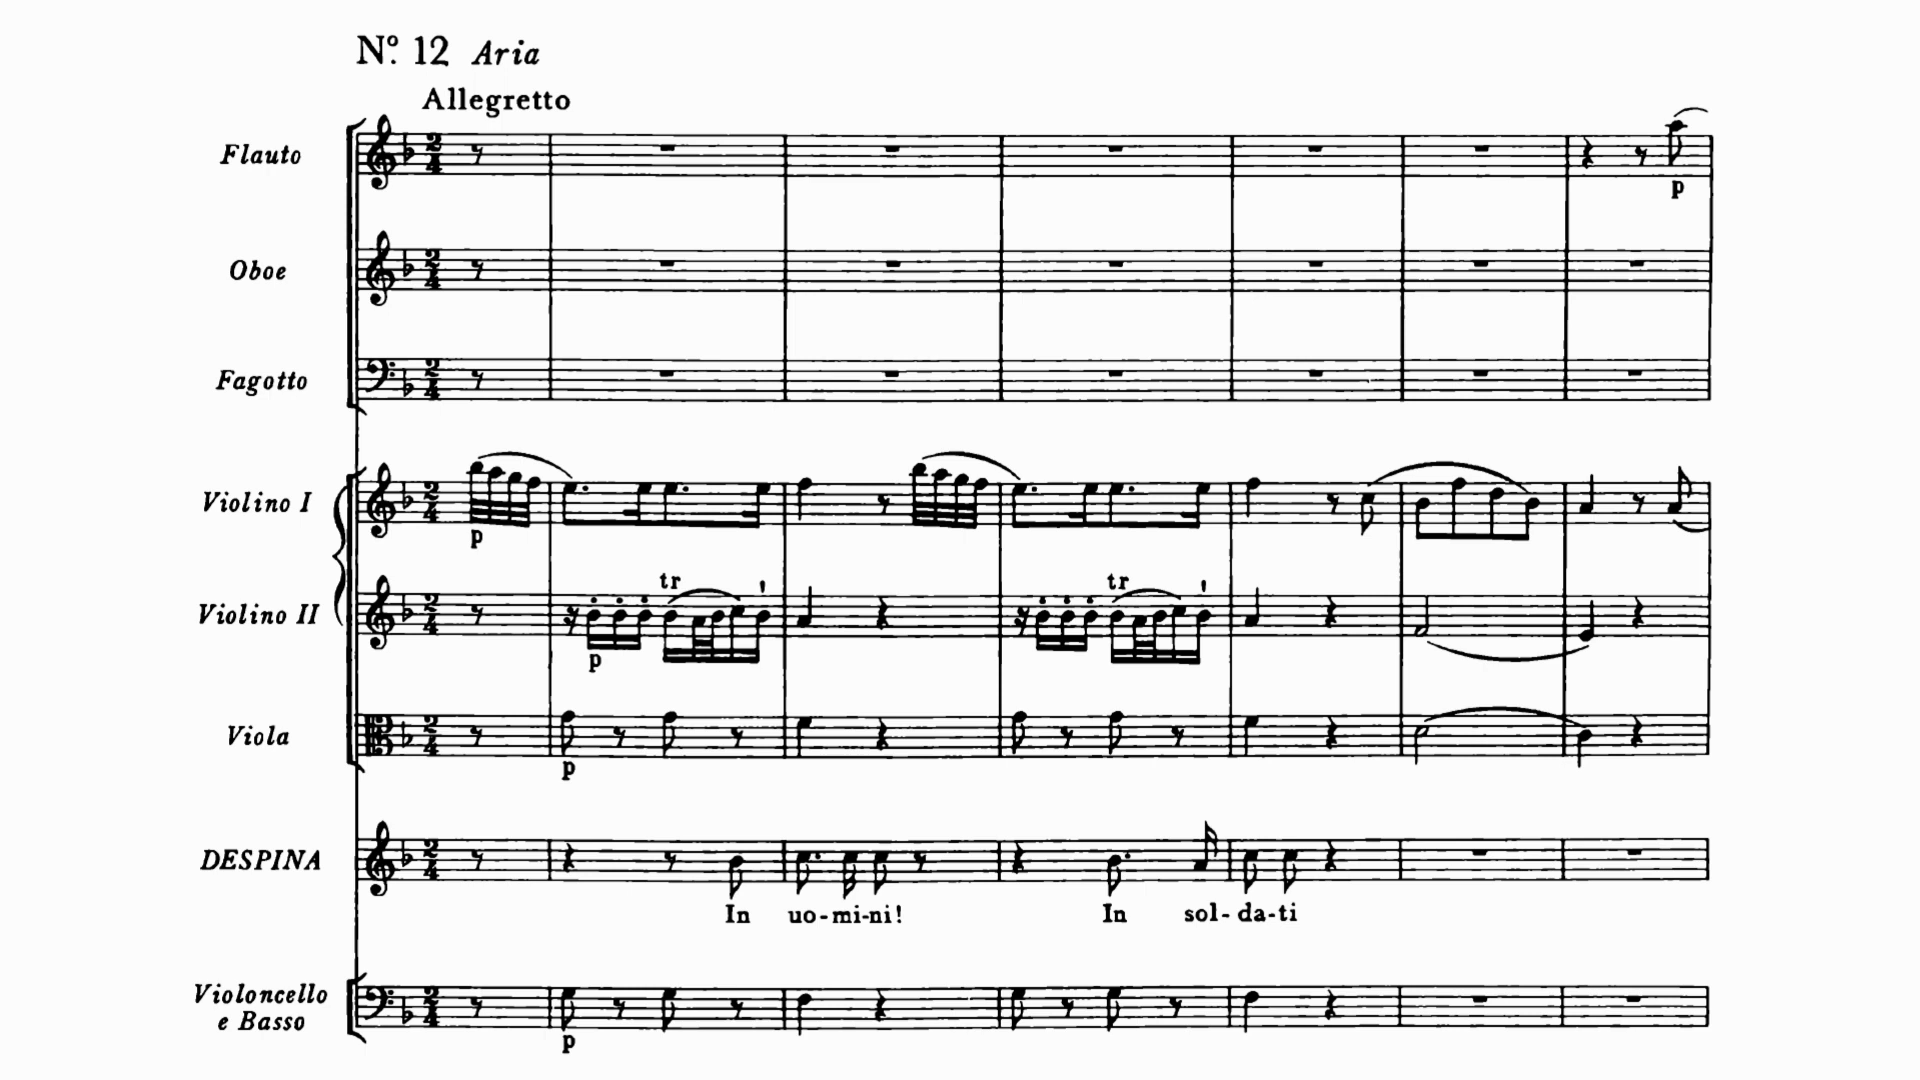 Nº. 12 Aria
Allegretto
Flauto
p
Oboe
Fagotto
Violino I
p
tr tr
Violino II
p
Viola
p
DESPINA
In uo-mi-ni! In sol-da-ti
Violoncello
e Basso
p